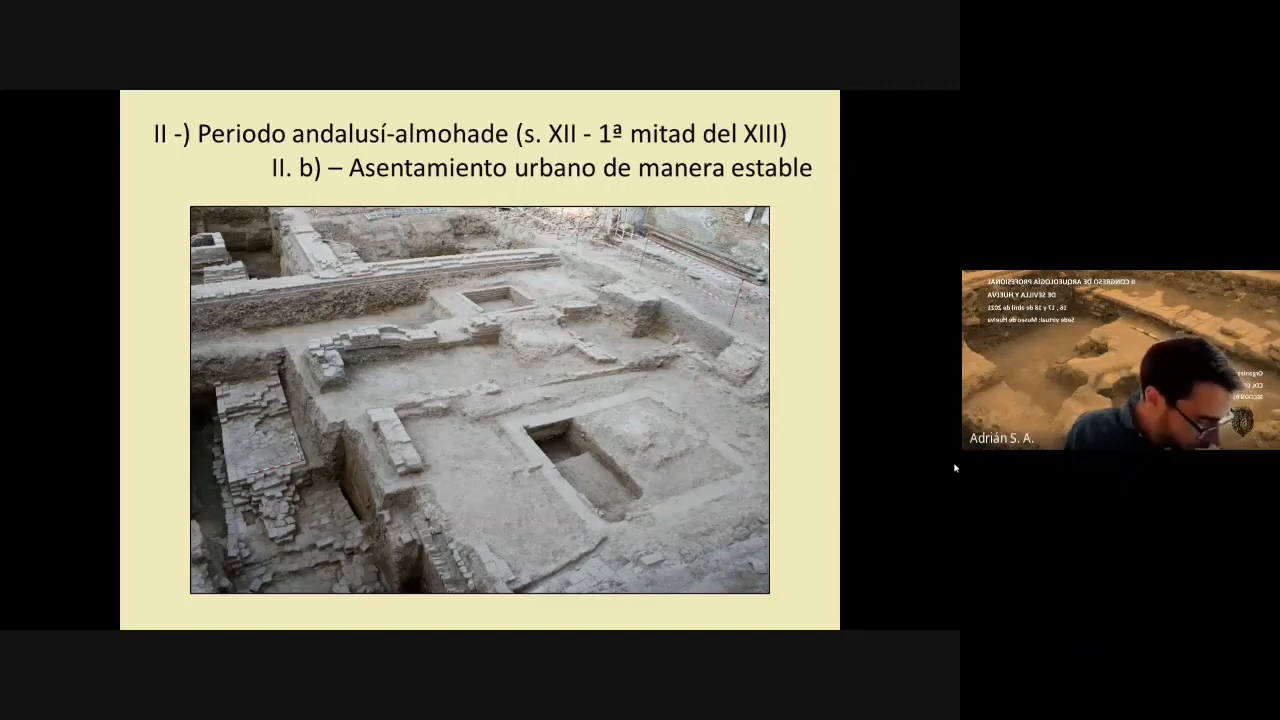 II -) Periodo andalusí-almohade (s. XII - 1ª mitad del XIII)
II. b) – Asentamiento urbano de manera estable
II CONGRESO DE ARQUEOLOGÍA PROFESIONAL
DE SEVILLA Y HUELVA
16, 17 y 18 de abril de 2021
Sede virtual: Museo de Huelva
Adrián S. A.